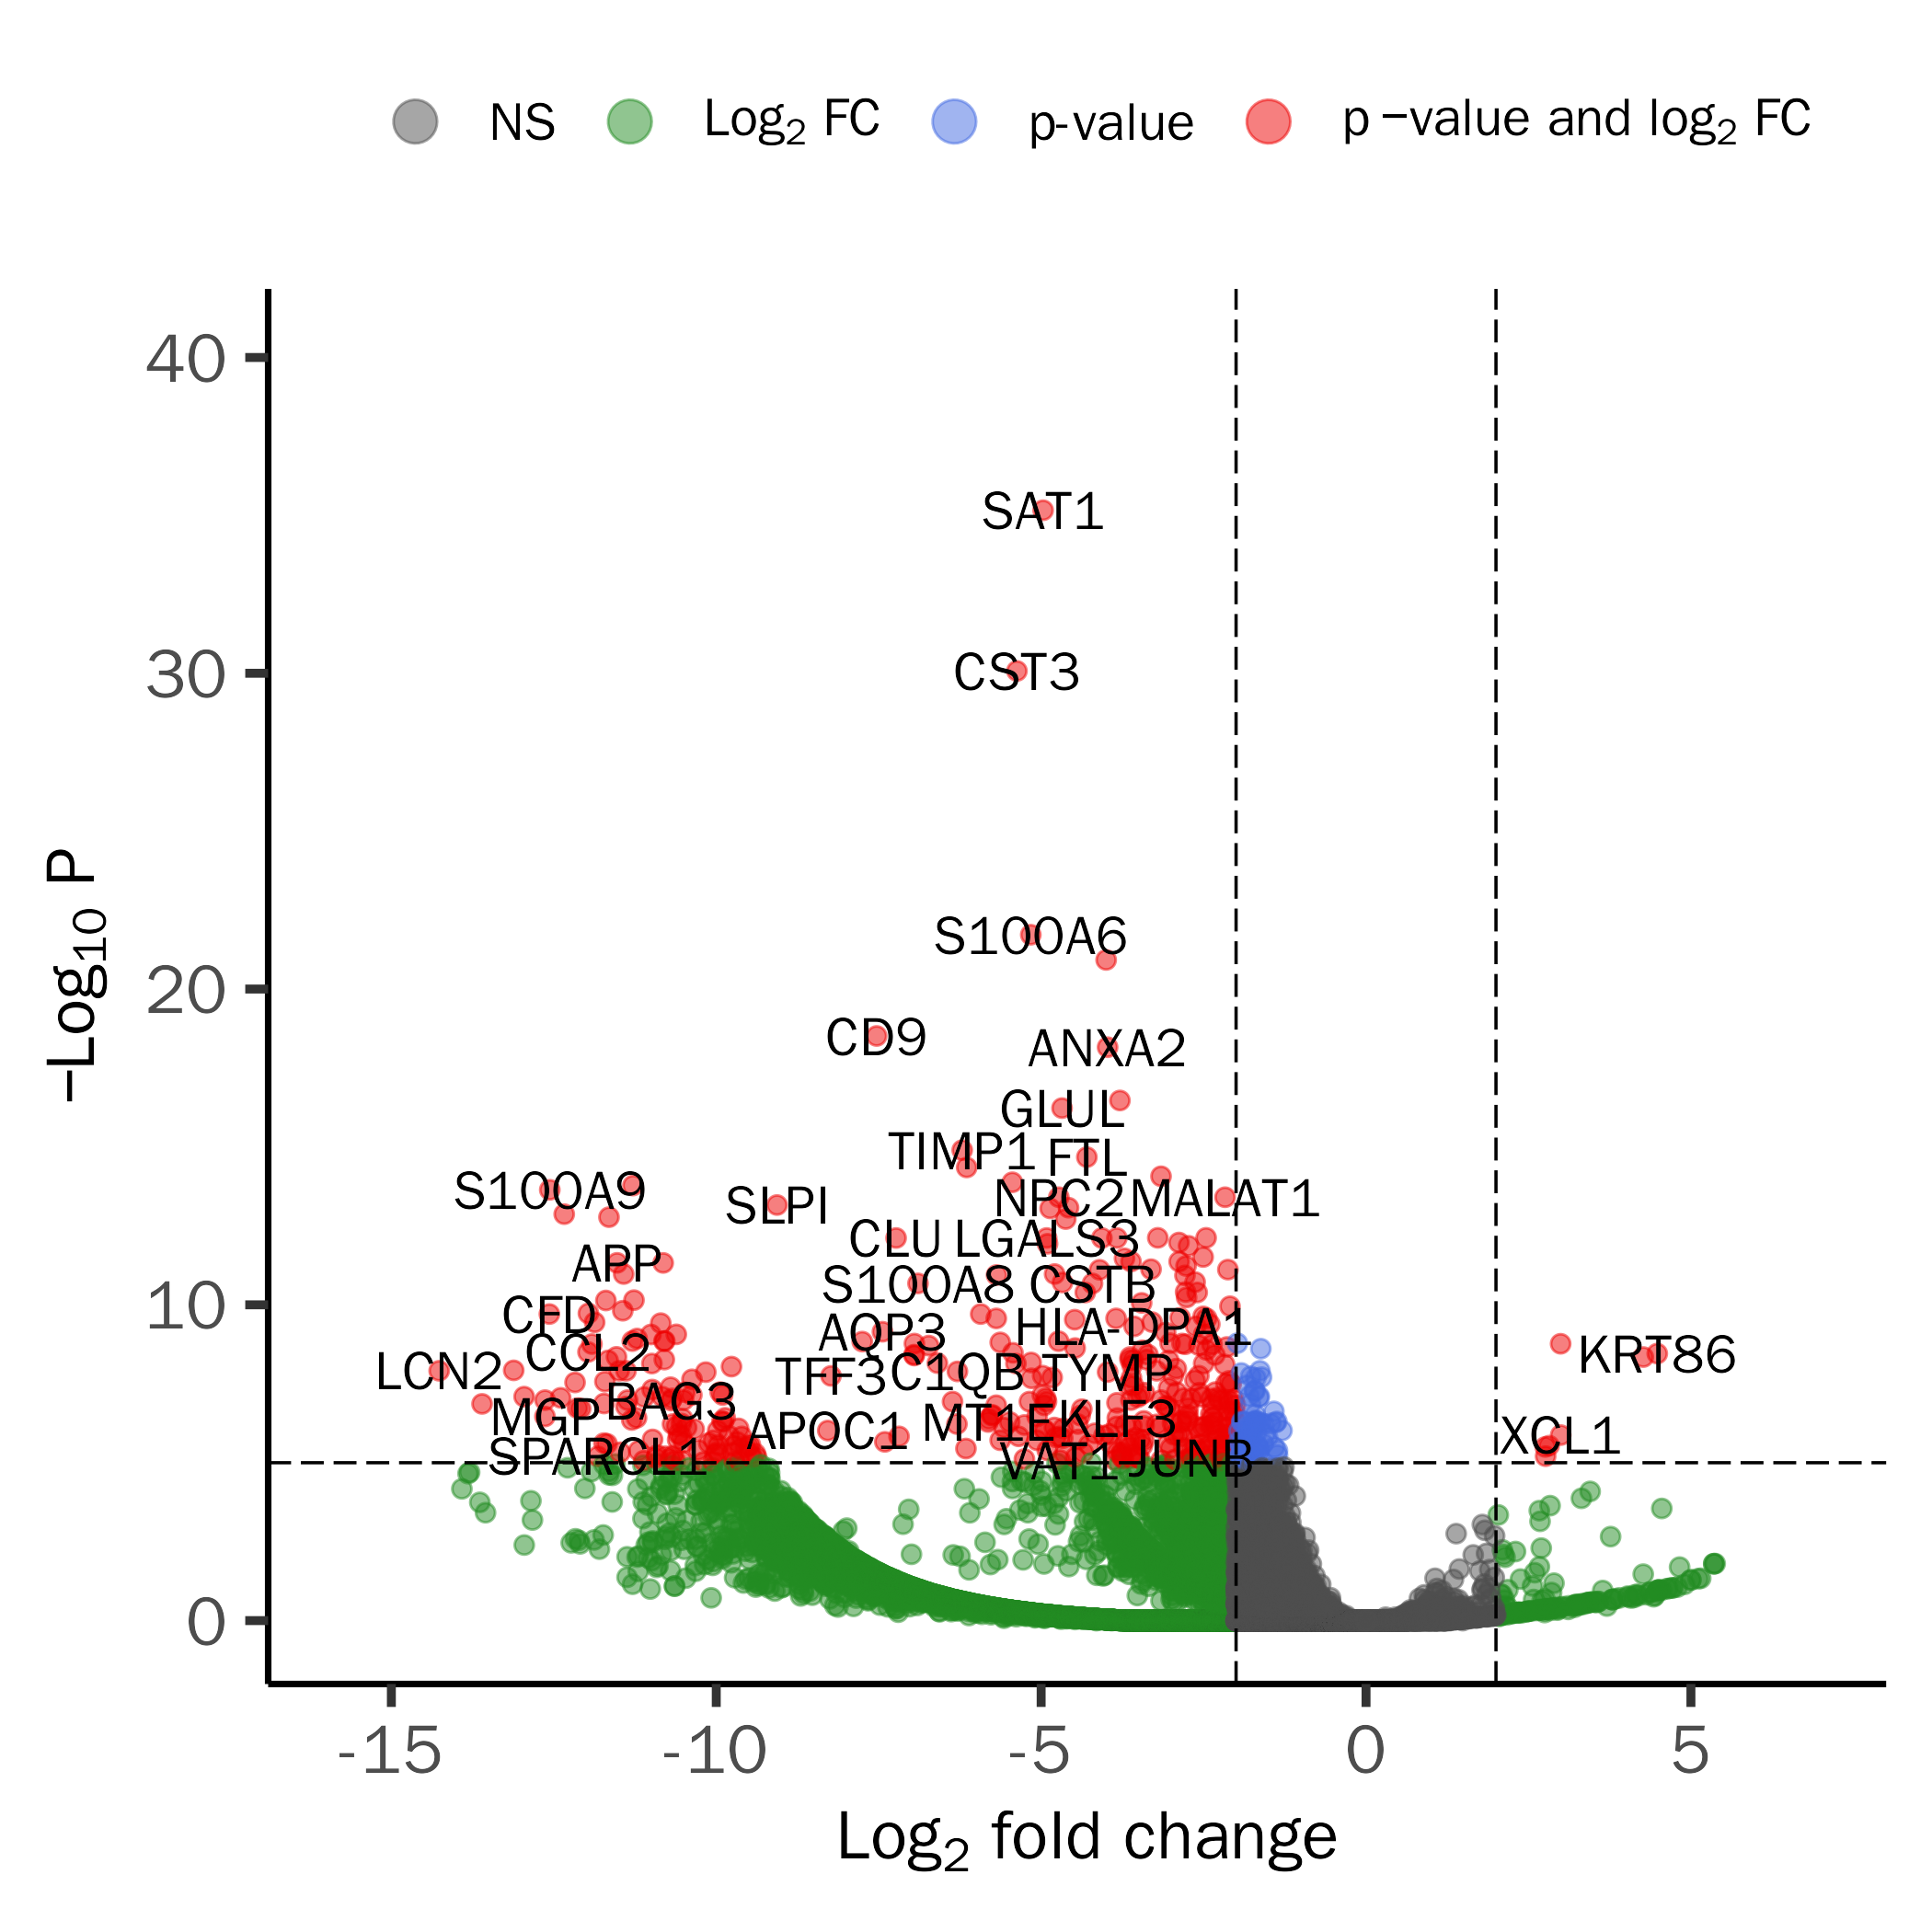 NS
Log2 FC
p-value
p −value and log2 FC
40
30
20
10
0
−Log10 P
SAT1
CST3
S100A6
CD9
ANXA2
GLUL
TIMP1
FTL
S100A9
SLPI
NPC2
MALAT1
CLU
LGALS3
APP
S100A8
CSTB
CFD
AQP3
HLA-DPA1
CCL2
KRT86
LCN2
TFF3
C1QB
TYMP
BAG3
MGP
APOC1
MT1E
KLF3
XCL1
SPARCL1
VAT1
JUNB
-15
-10
-5
0
5
Log2 fold change